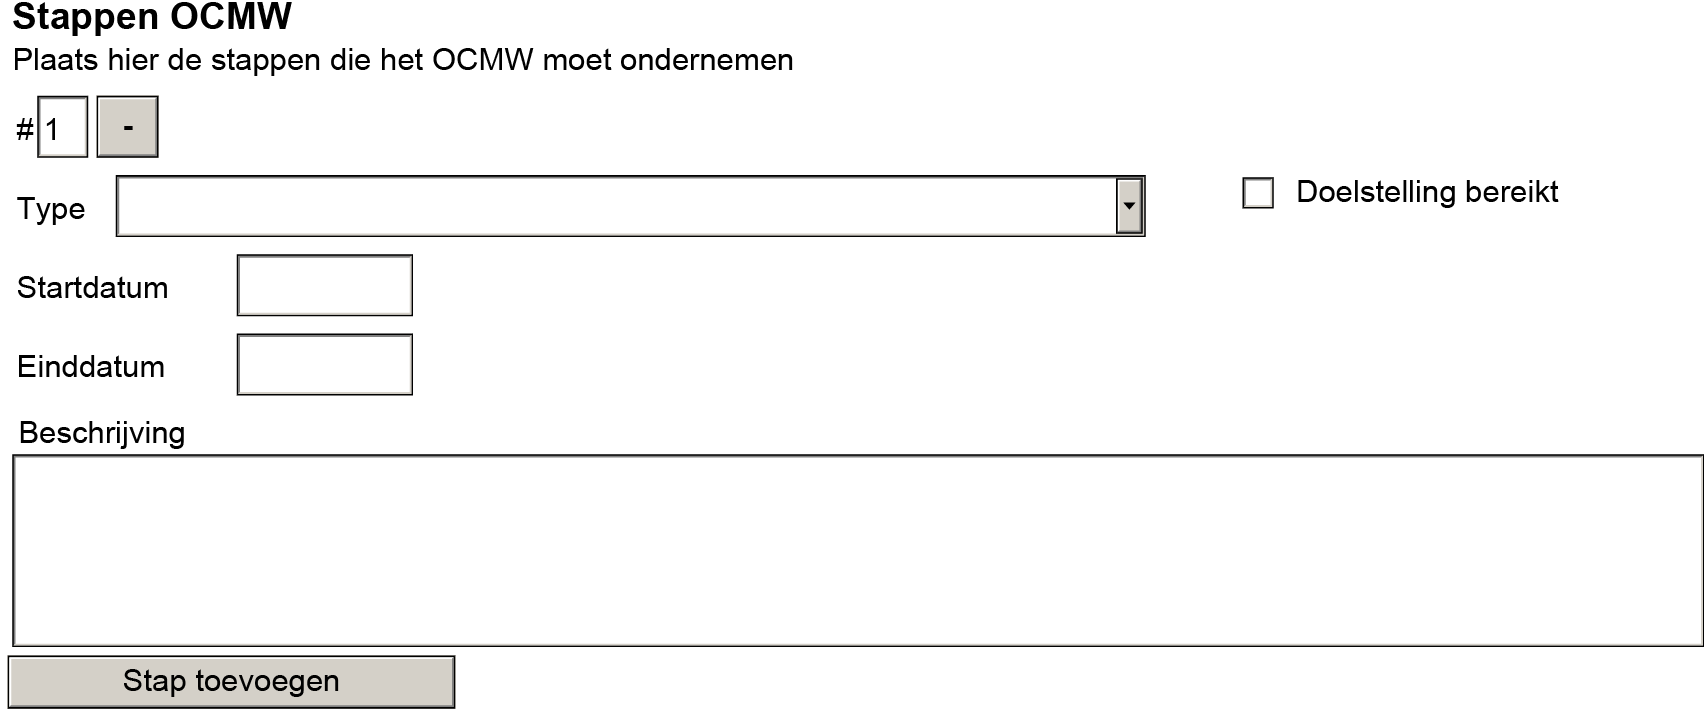 Stappen OCMW
Plaats hier de stappen die het OCMW moet ondernemen
# 1 -
Type
Doelstelling bereikt
Startdatum
Einddatum
Beschrijving
Stap toevoegen